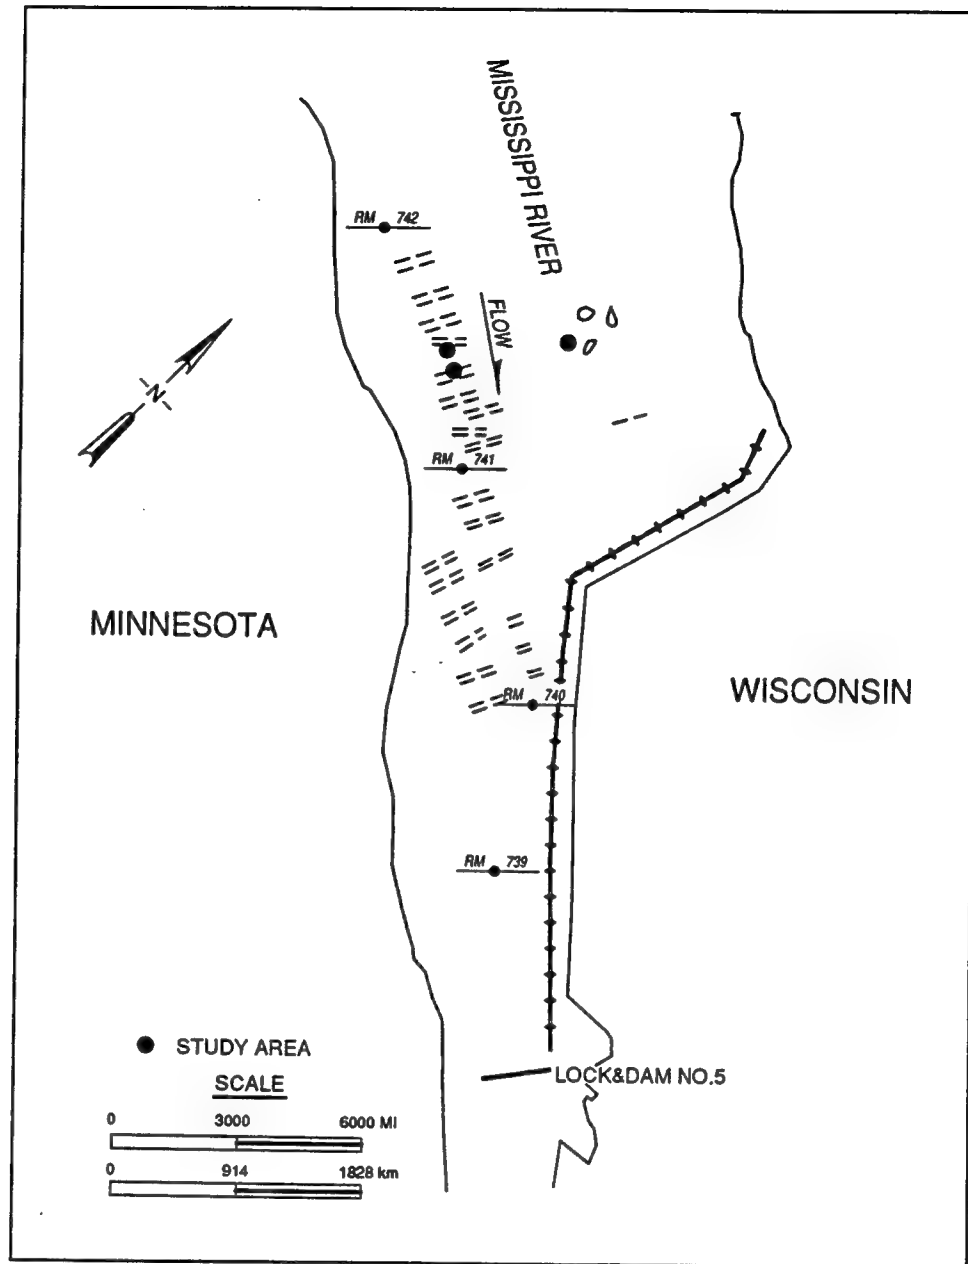 MISSISSIPPI RIVER
RM 742
FLOW
N
RM 741
MINNESOTA
WISCONSIN
RM 740
RM 739
STUDY AREA
SCALE
LOCK&DAM NO.5
0 3000 6000 MI
0 914 1828 km